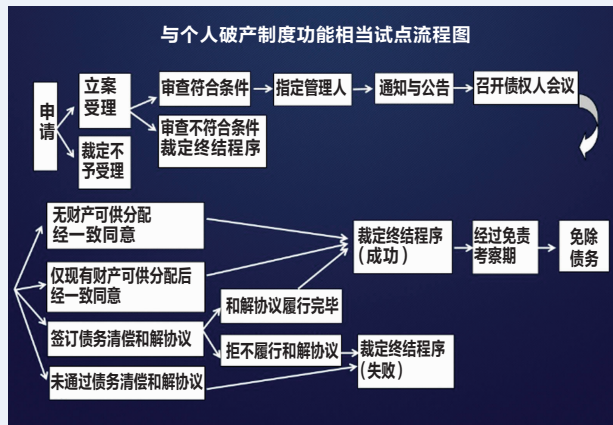 与个人破产制度功能相当试点流程图
申请
立案
受理
裁定不
予受理
审查符合条件
指定管理人
通知与公告
召开债权人会议
审查不符合条件
裁定终结程序
无财产可供分配
经一致同意
仅现有财产可供分配后
经一致同意
签订债务清偿和解协议
未通过债务清偿和解协议
和解协议履行完毕
拒不履行和解协议
裁定终结程序
(成功)
裁定终结程序
(失败)
经过免责
考察期
免除
债务